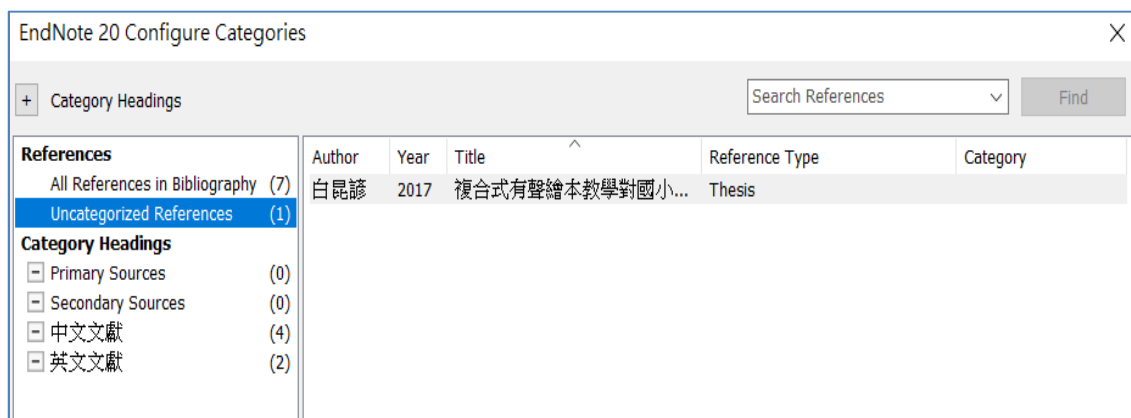 EndNote 20 Configure Categories
+ Category Headings
Search References
Find
References
All References in Bibliography (7)
Uncategorized References (1)
Category Headings
Primary Sources (0)
Secondary Sources (0)
中文文獻 (4)
英文文獻 (2)
Author Year Title Reference Type Category
白昆諺 2017 複合式有聲繪本教學對國小... Thesis